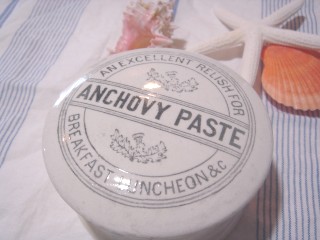 AN EXCELLENT RELISH FOR
ANCHOVY PASTE
BREAKFAST, LUNCHEON &C